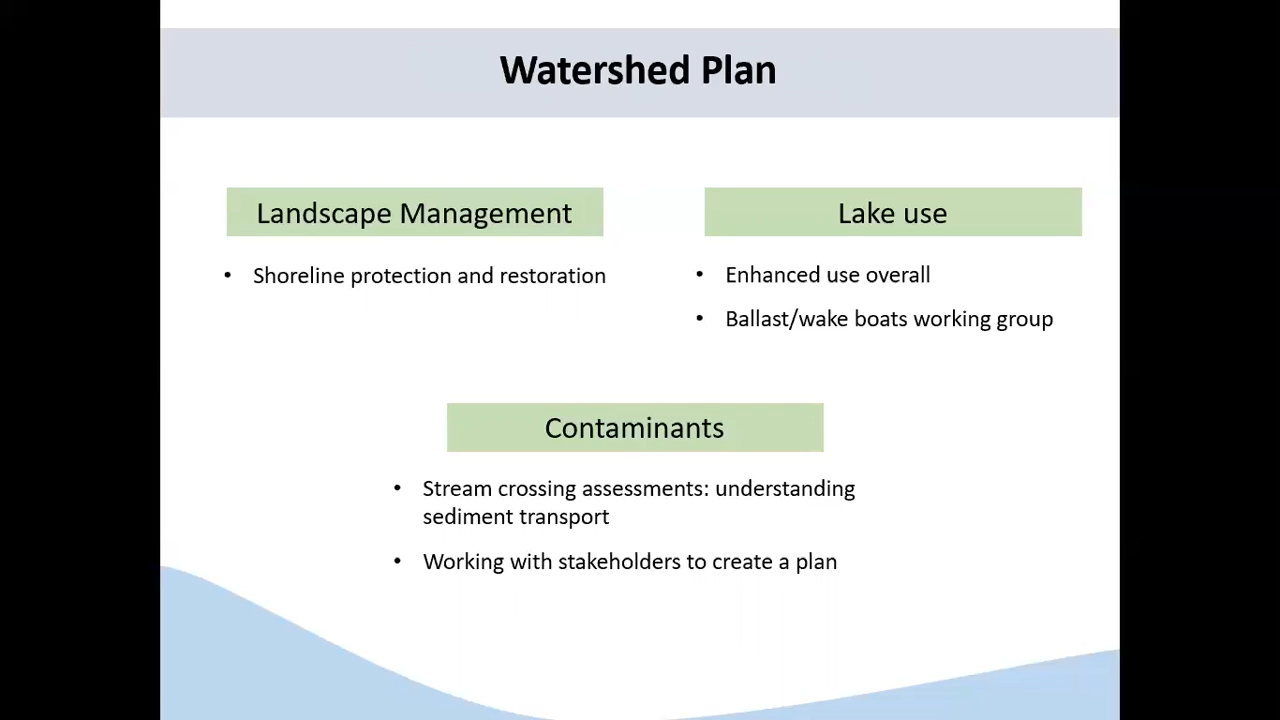 Watershed Plan
Landscape Management
• Shoreline protection and restoration
Lake use
• Enhanced use overall
• Ballast/wake boats working group
Contaminants
• Stream crossing assessments: understanding
sediment transport
• Working with stakeholders to create a plan